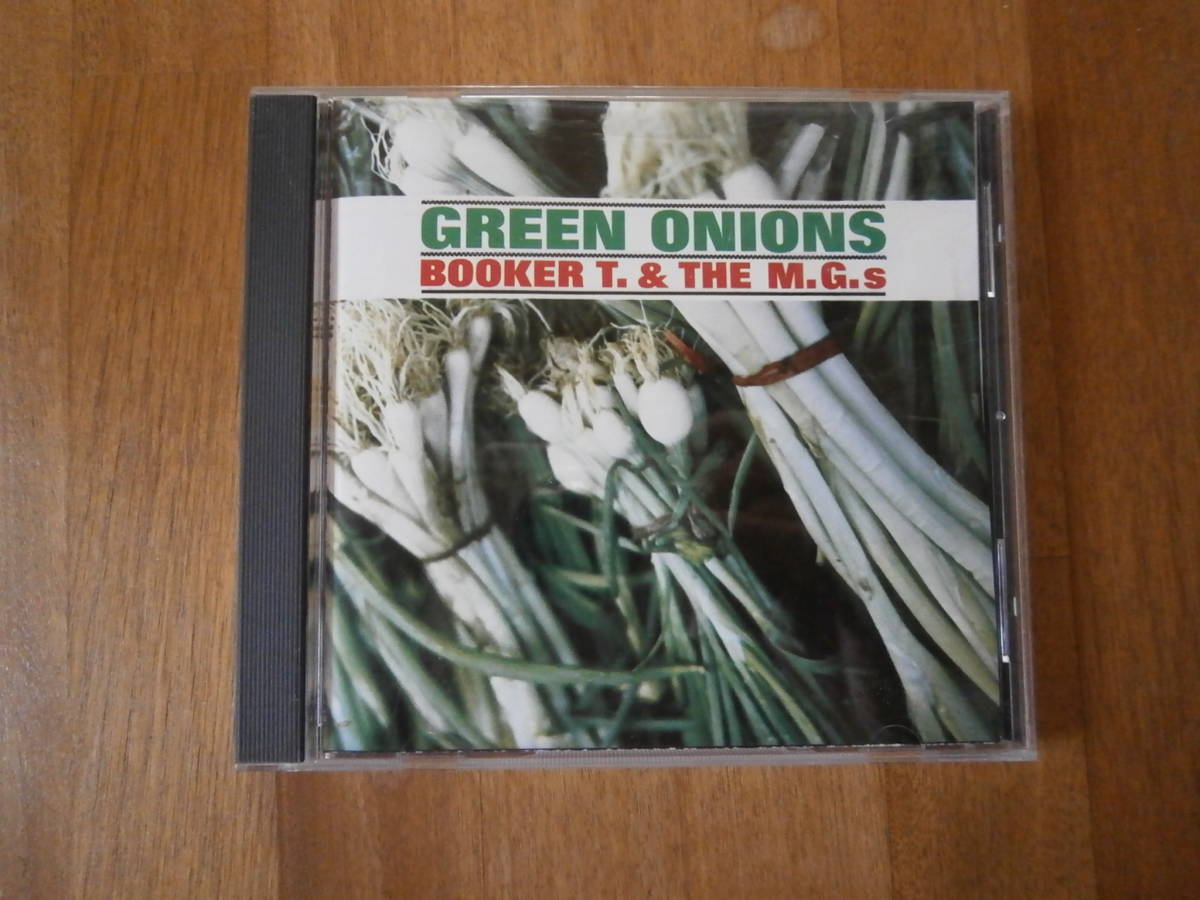 GREEN ONIONS
BOOKER T. & THE M.G.s